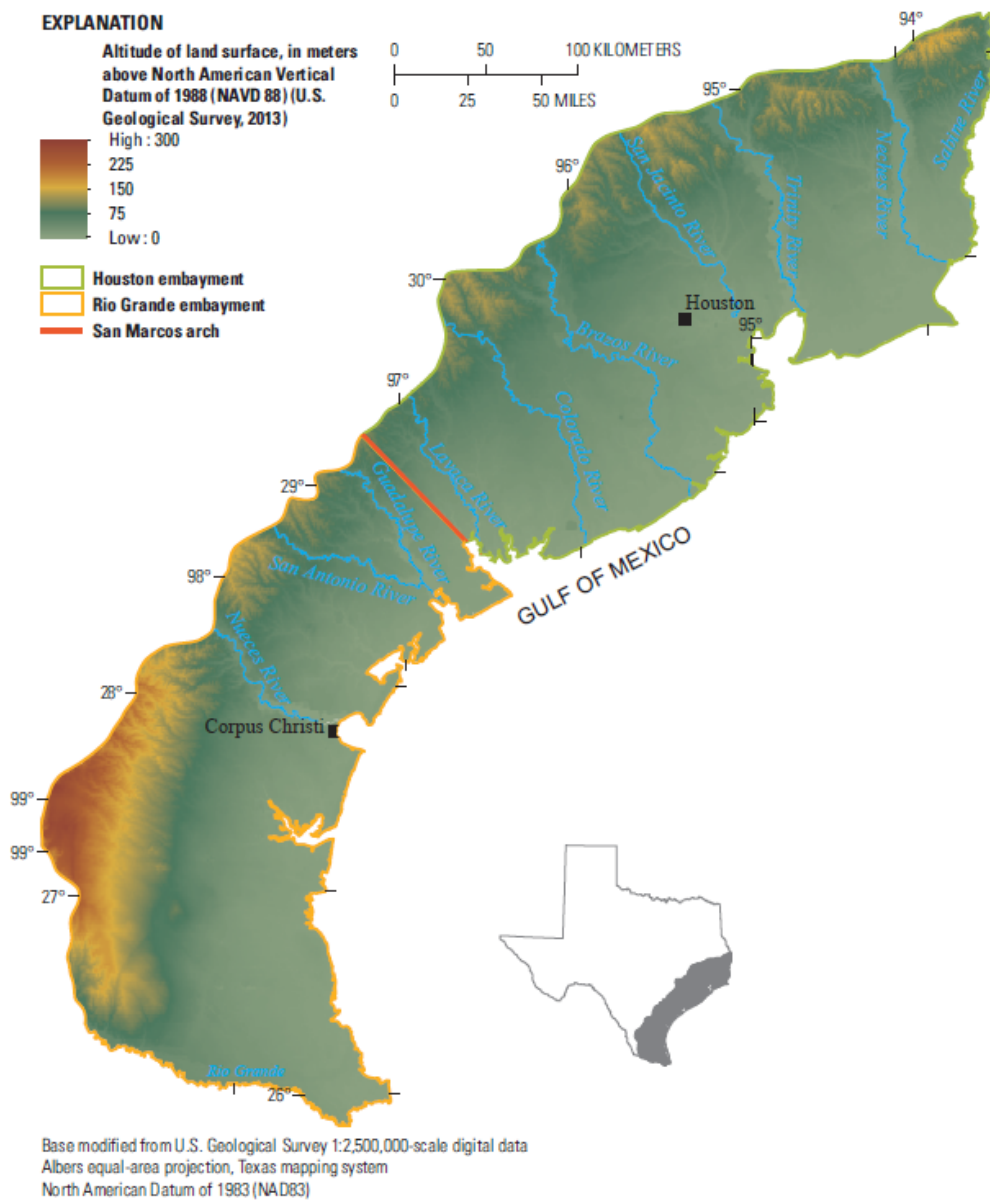 EXPLANATION
Altitude of land surface, in meters
above North American Vertical
Datum of 1988 (NAVD 88) (U.S.
Geological Survey, 2013)
High : 300
225
150
75
Low : 0
Houston embayment
Rio Grande embayment
San Marcos arch
0 50 100 KILOMETERS
0 25 50 MILES
94°
95°
96°
30°
97°
29°
98°
28°
99°
99°
27°
26°
95°
Sabine River
Neches River
Trinity River
San Jacinto River
Houston
Brazos River
Colorado River
Lavaca River
Guadalupe River
San Antonio River
Nueces River
GULF OF MEXICO
Corpus Christi
Rio Grande
Base modified from U.S. Geological Survey 1:2,500,000-scale digital data
Albers equal-area projection, Texas mapping system
North American Datum of 1983 (NAD83)